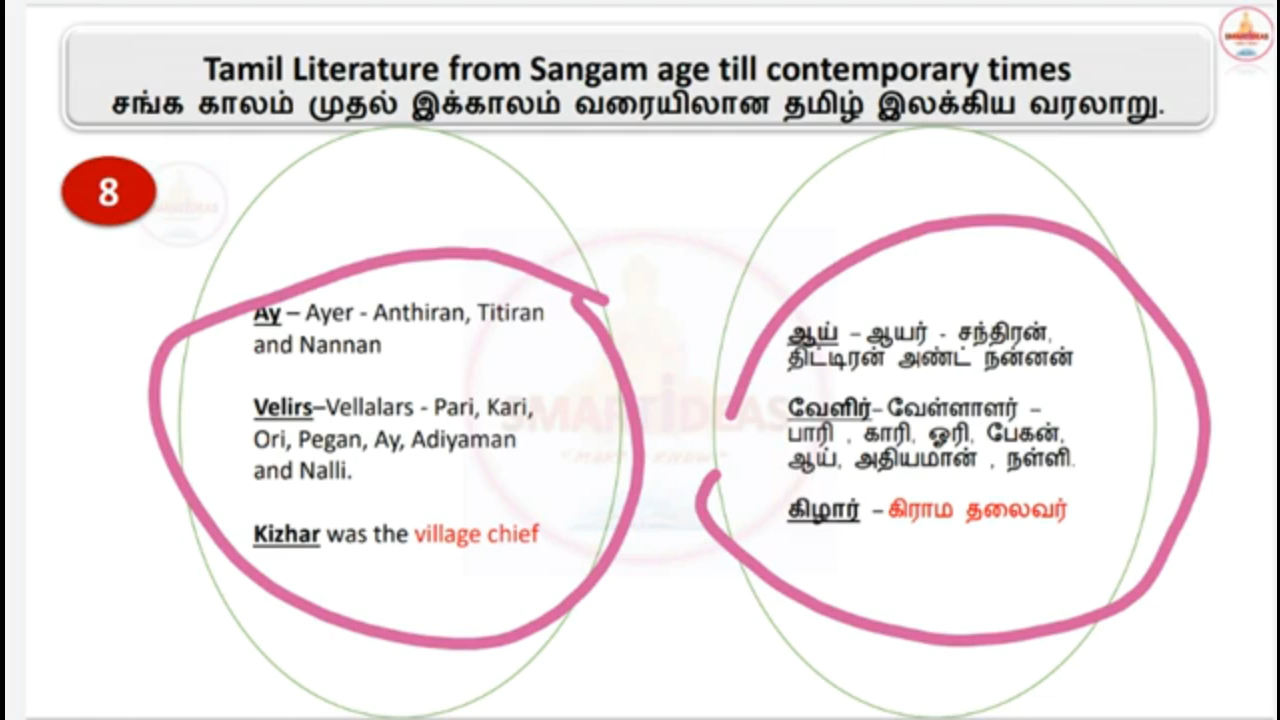 Tamil Literature from Sangam age till contemporary times
சங்க காலம் முதல் இக்காலம் வரையிலான தமிழ் இலக்கிய வரலாறு.
8
Ay – Ayer - Anthiran, Titiran
and Nannan
Velirs–Vellalars - Pari, Kari,
Ori, Pegan, Ay, Adiyaman
and Nalli.
Kizhar was the village chief
ஆய் – ஆயர் - சந்திரன்,
திட்டிரன் அண்ட் நன்னன்
வேளிர்– வேள்ளாளர் –
பாரி , காரி, ஓரி, பேகன்,
ஆய், அதியமான் , நள்ளி.
கிழார் – கிராம தலைவர்
SMART IDEAS